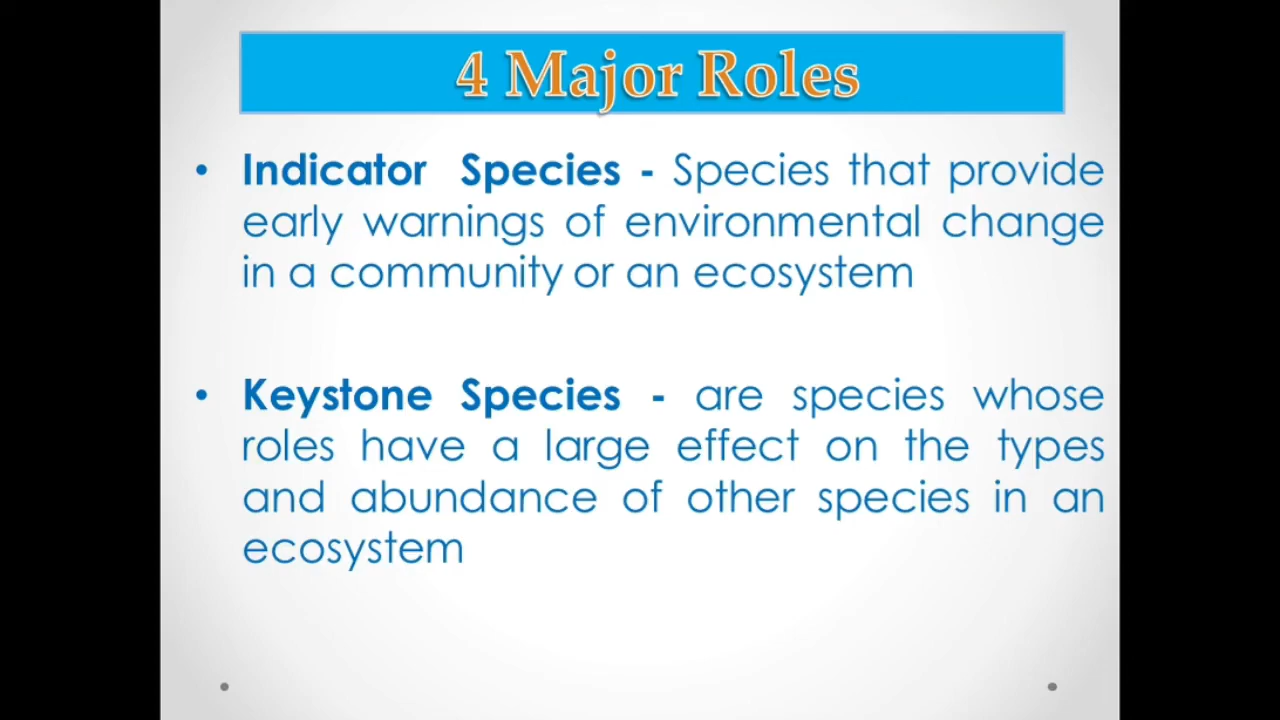 4 Major Roles
• Indicator Species - Species that provide
early warnings of environmental change
in a community or an ecosystem
• Keystone Species - are species whose
roles have a large effect on the types
and abundance of other species in an
ecosystem